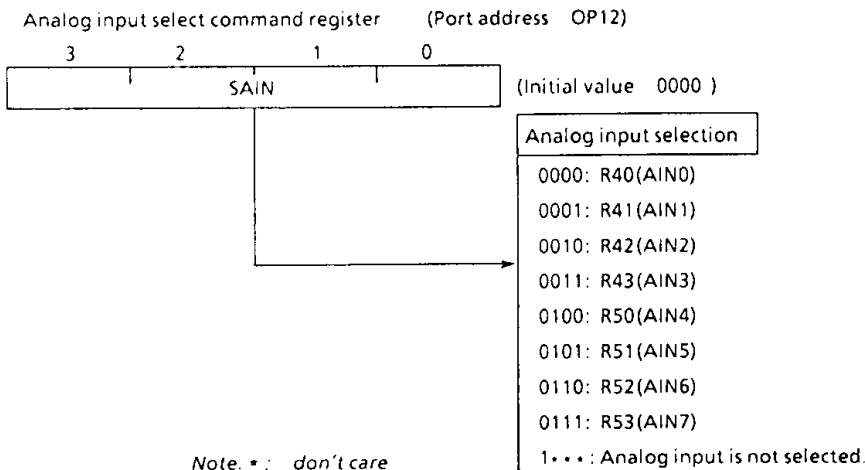 Analog input select command register (Port address OP12)
3 2 1 0
SAIN
(Initial value 0000 )
Analog input selection
0000: R40(AIN0)
0001: R41(AIN1)
0010: R42(AIN2)
0011: R43(AIN3)
0100: R50(AIN4)
0101: R51(AIN5)
0110: R52(AIN6)
0111: R53(AIN7)
1***: Analog input is not selected.
Note. *: don't care